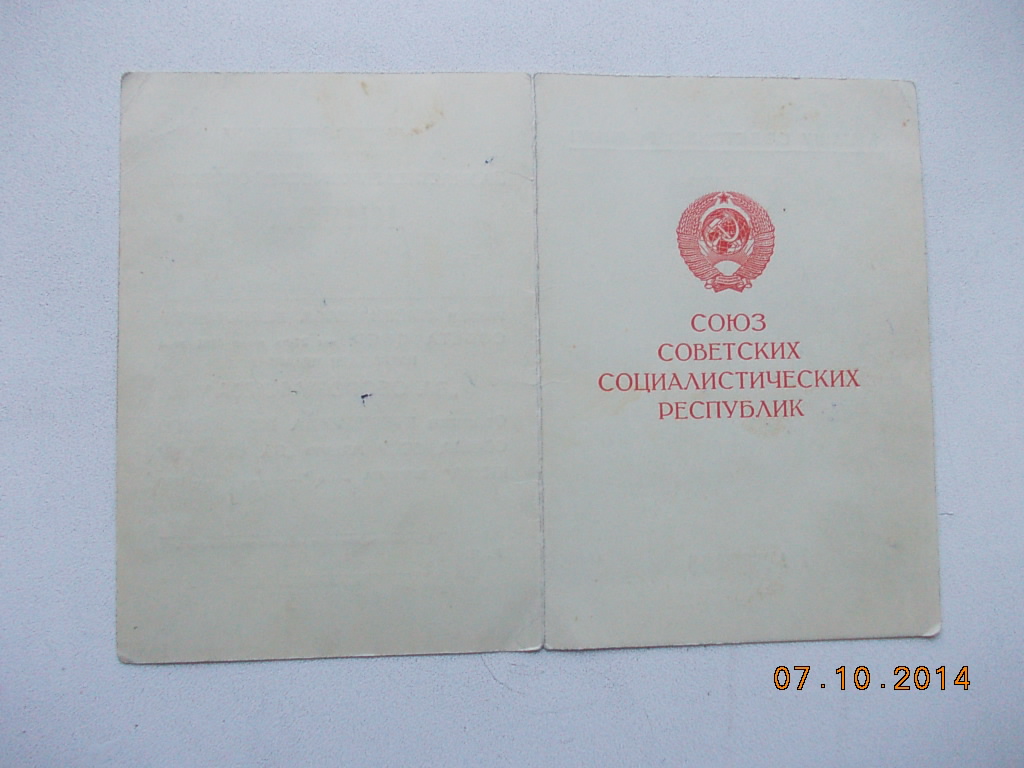 СОЮЗ
СОВЕТСКИХ
СОЦИАЛИСТИЧЕСКИХ
РЕСПУБЛИК
07.10.2014